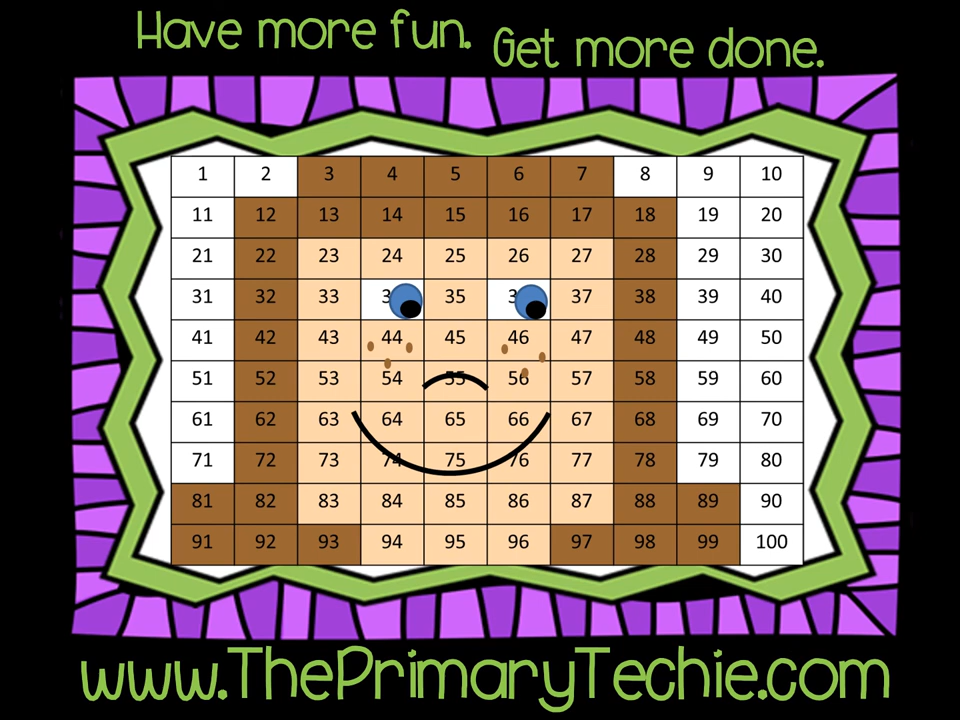 Have more fun. Get more done.
1 2 3 4 5 6 7 8 9 10
11 12 13 14 15 16 17 18 19 20
21 22 23 24 25 26 27 28 29 30
31 32 33 3 35 3 37 38 39 40
41 42 43 44 45 46 47 48 49 50
51 52 53 54 55 56 57 58 59 60
61 62 63 64 65 66 67 68 69 70
71 72 73 74 75 76 77 78 79 80
81 82 83 84 85 86 87 88 89 90
91 92 93 94 95 96 97 98 99 100
www.ThePrimaryTechie.com